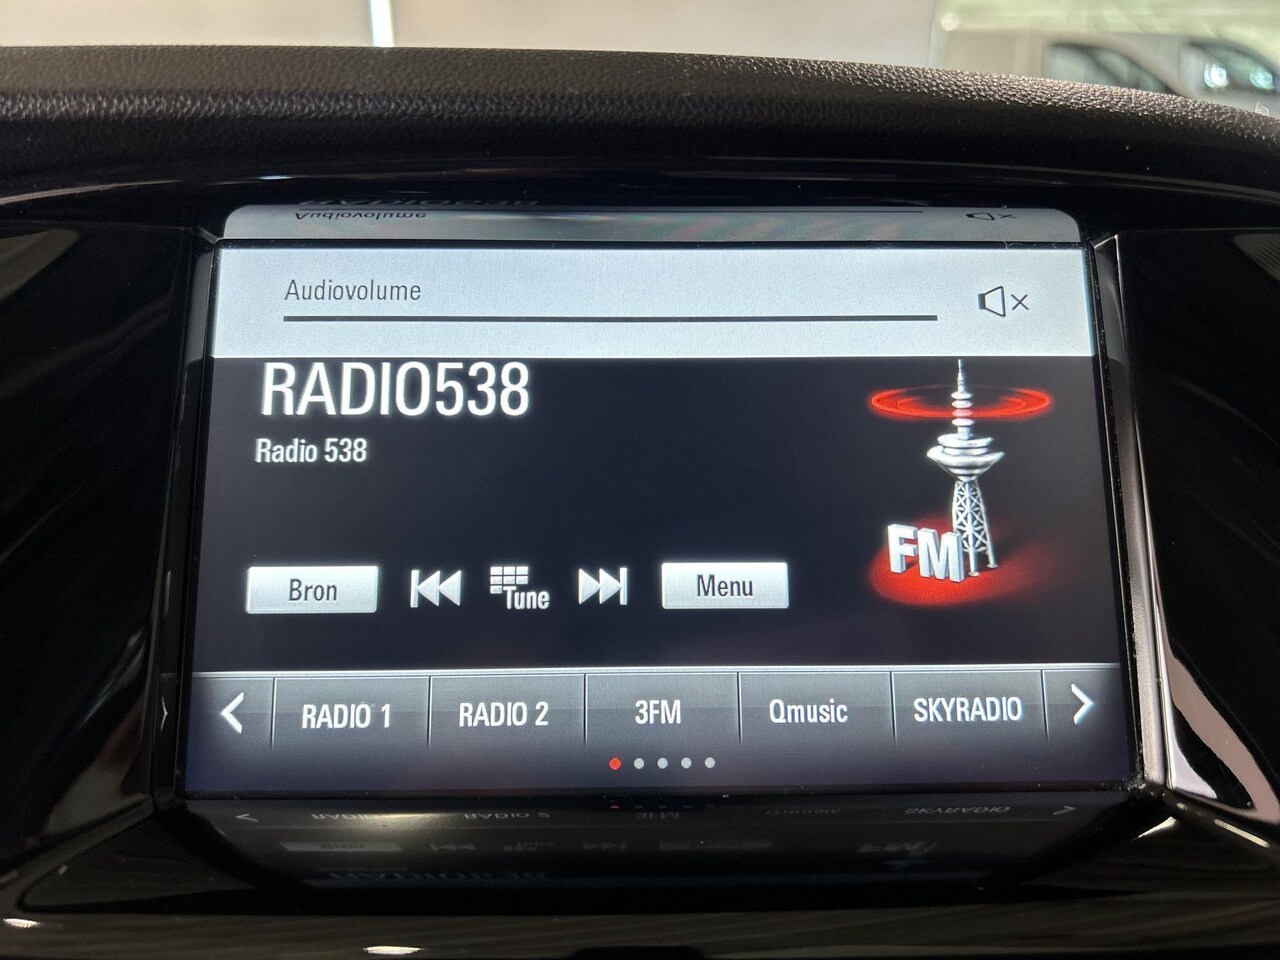 Audiovolume
RADIO538
Radio 538
FM
Bron
Tune
Menu
RADIO 1
RADIO 2
3FM
Qmusic
SKYRADIO